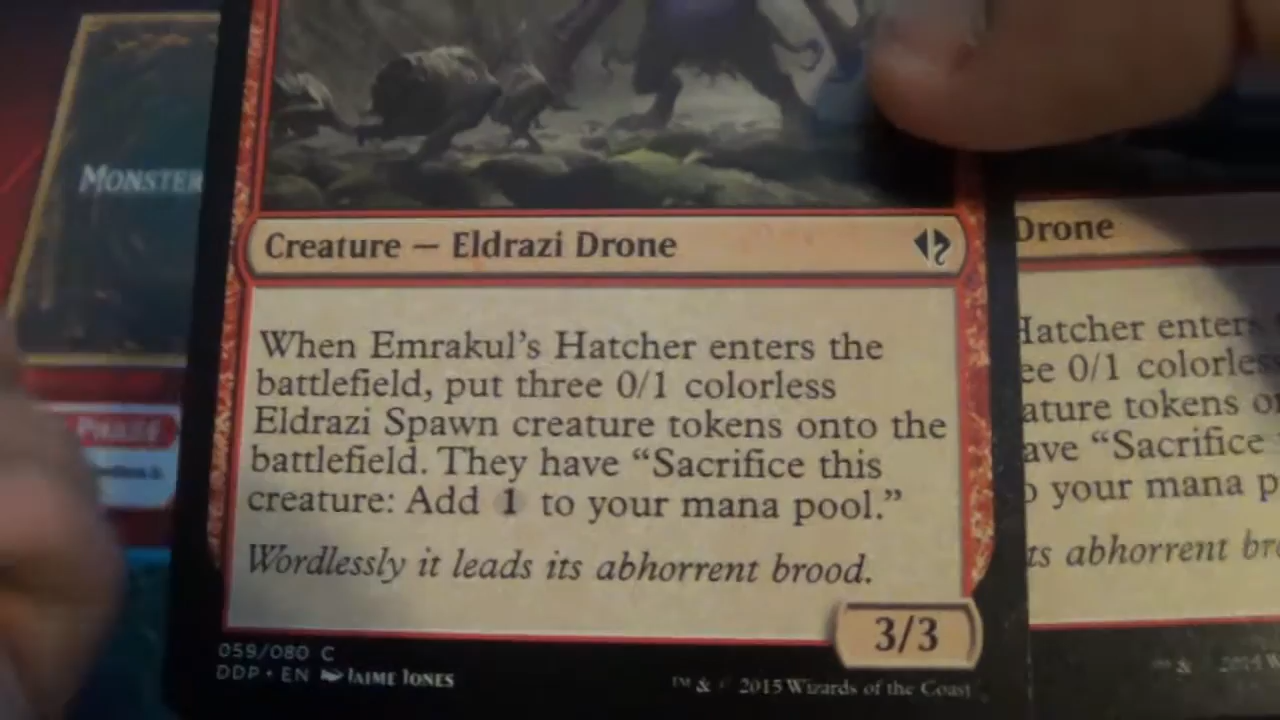 MONSTER
Creature — Eldrazi Drone
When Emrakul's Hatcher enters the
battlefield, put three 0/1 colorless
Eldrazi Spawn creature tokens onto the
battlefield. They have “Sacrifice this
creature: Add 1 to your mana pool.”
Wordlessly it leads its abhorrent brood.
3/3
059/080 C
DDP • EN JAIME JONES
™ & © 2015 Wizards of the Coast
Drone
Hatcher enters
ee 0/1 colorless
ature tokens on
ave “Sacrifice
o your mana p
ts abhorrent bro
PHASE